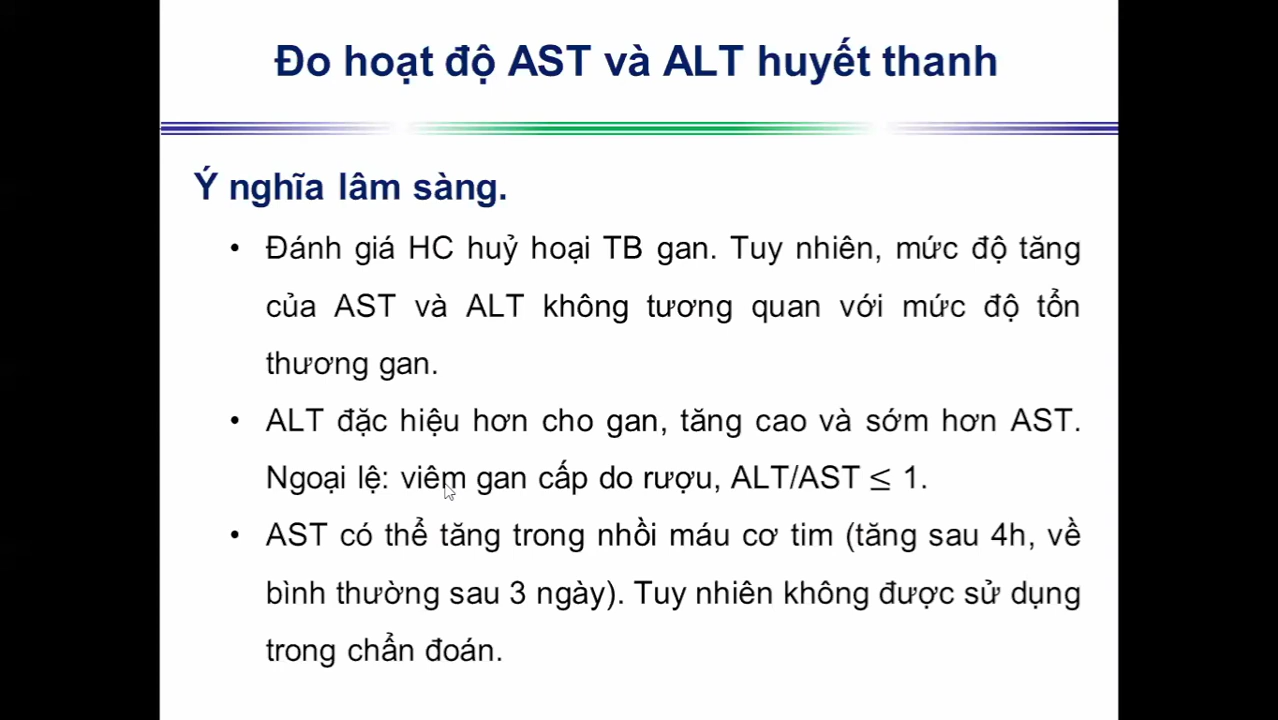 Đo hoạt độ AST và ALT huyết thanh
Ý nghĩa lâm sàng.
• Đánh giá HC huỷ hoại TB gan. Tuy nhiên, mức độ tăng
của AST và ALT không tương quan với mức độ tổn
thương gan.
• ALT đặc hiệu hơn cho gan, tăng cao và sớm hơn AST.
Ngoại lệ: viêm gan cấp do rượu, ALT/AST ≤ 1.
• AST có thể tăng trong nhồi máu cơ tim (tăng sau 4h, về
bình thường sau 3 ngày). Tuy nhiên không được sử dụng
trong chẩn đoán.